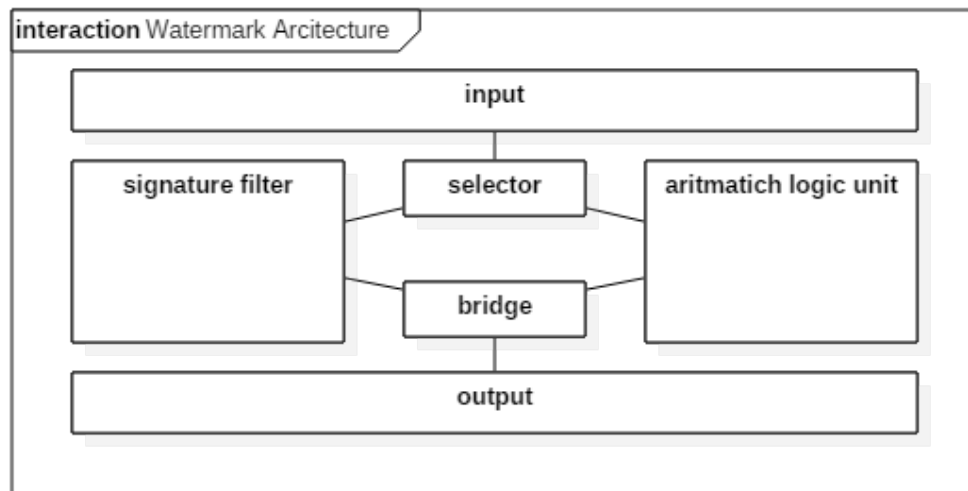 interaction Watermark Arcitecture
input
signature filter
selector
aritmatich logic unit
bridge
output